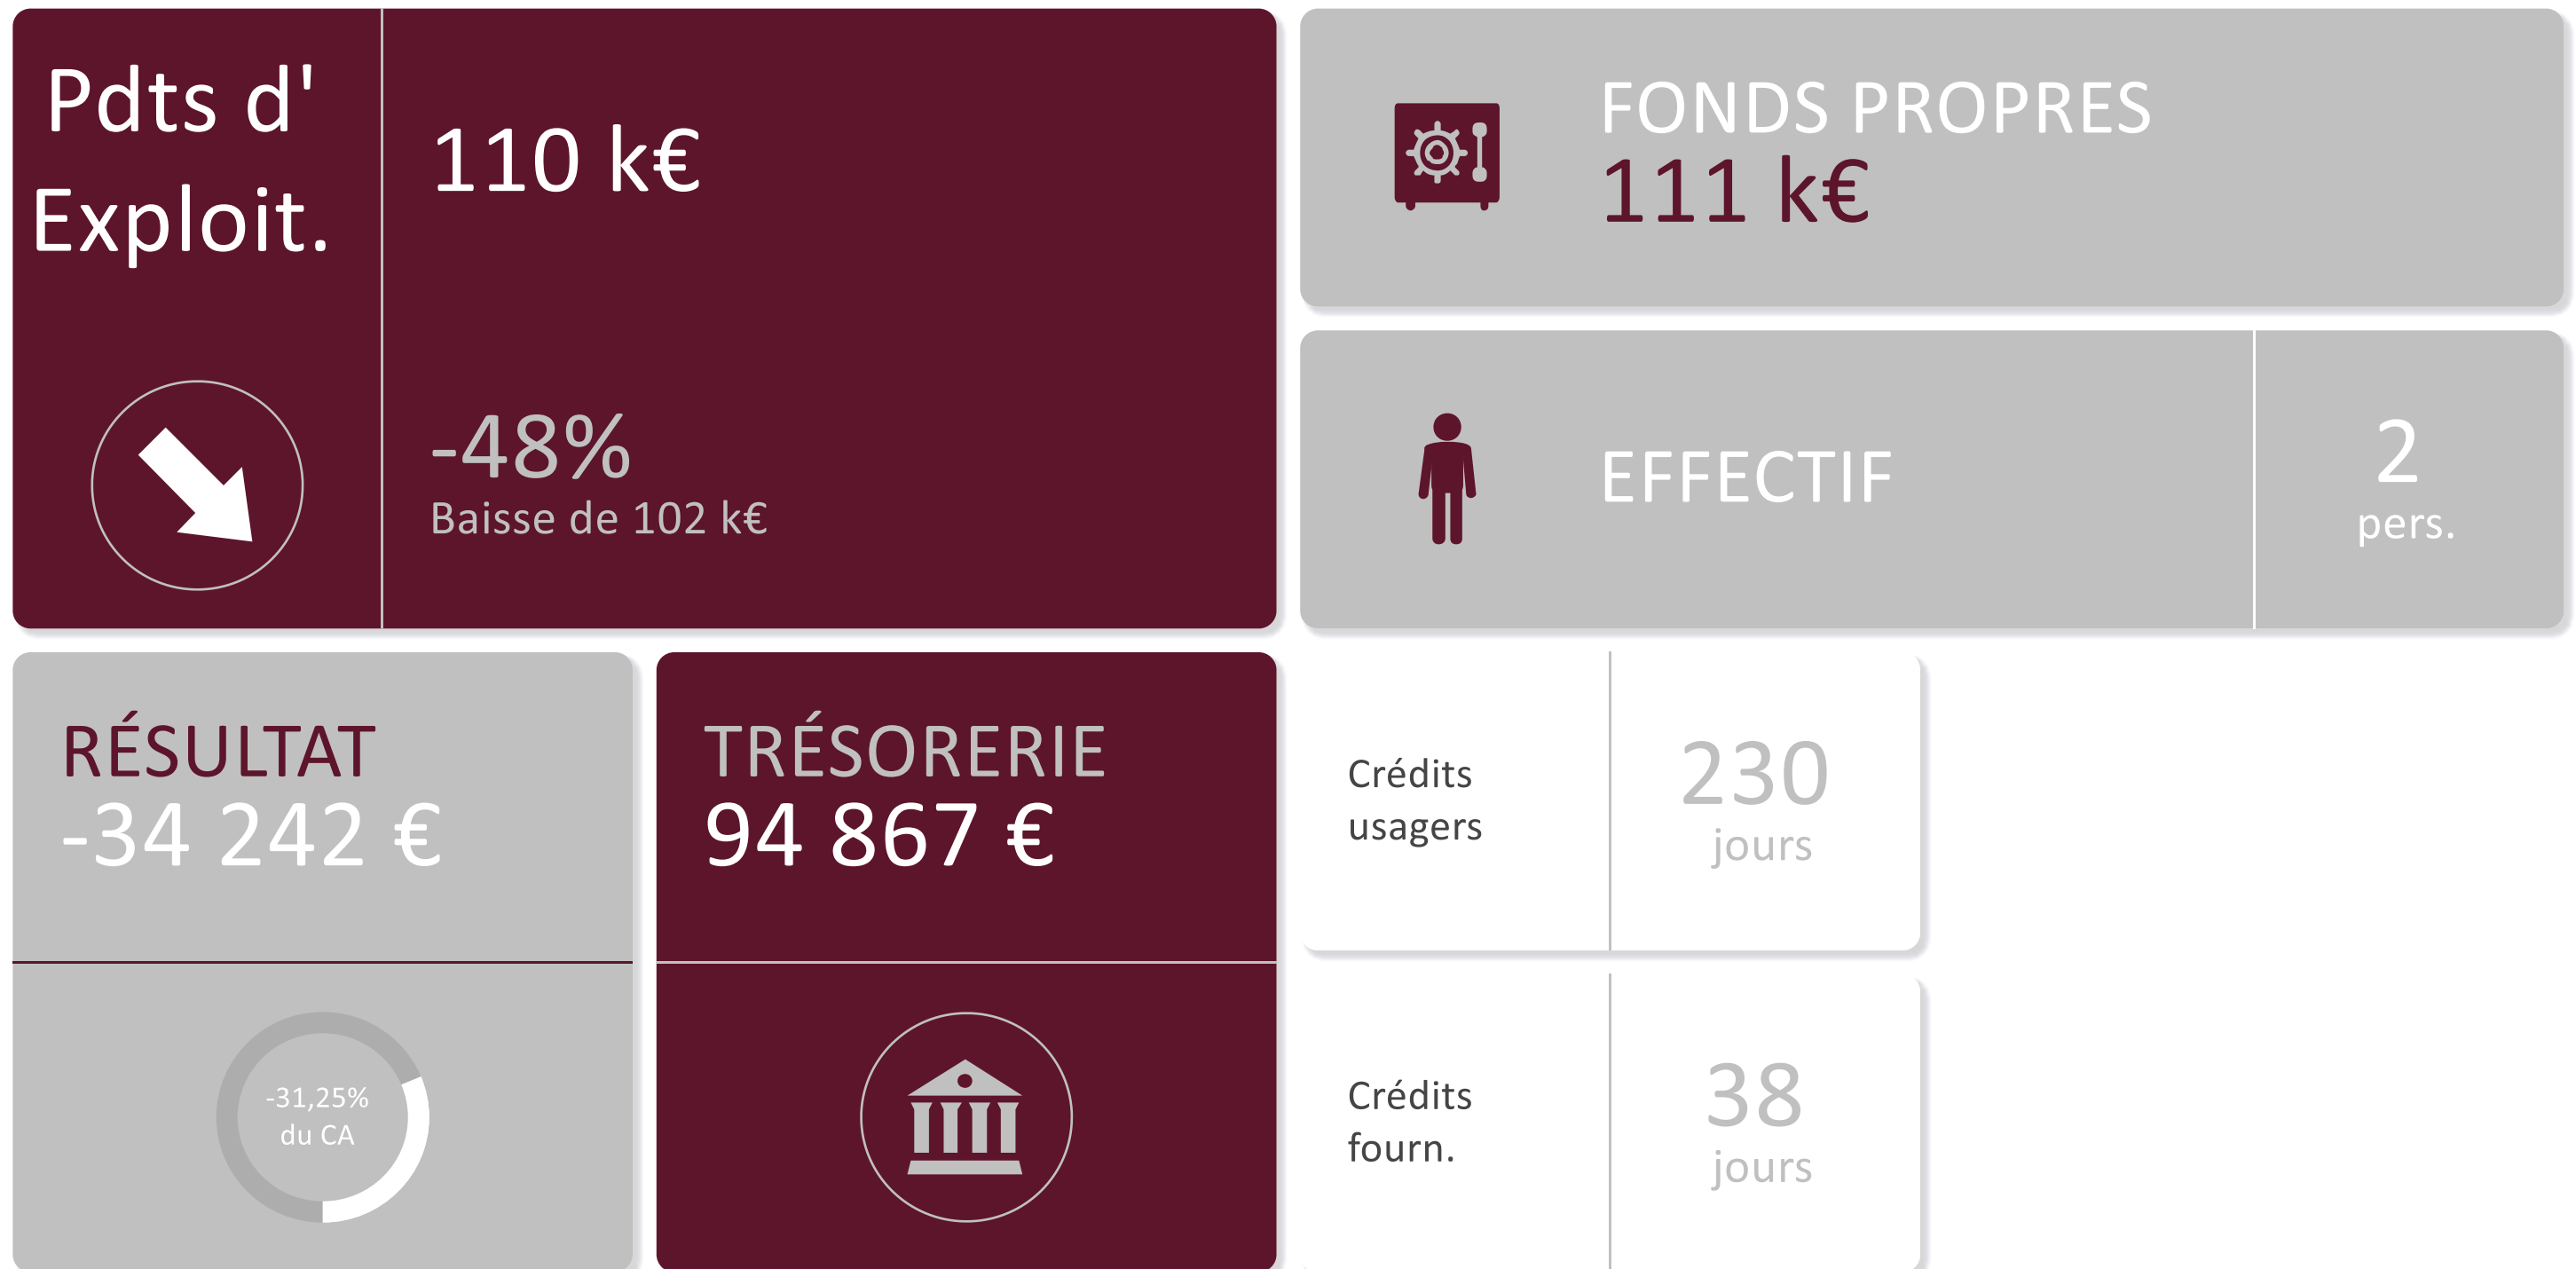 Pdts d'
Exploit.
110 k€
-48%
Baisse de 102 k€
FONDS PROPRES
111 k€
EFFECTIF
2
pers.
RÉSULTAT
-34 242 €
-31,25%
du CA
TRÉSORERIE
94 867 €
Crédits
usagers
230
jours
Crédits
fourn.
38
jours